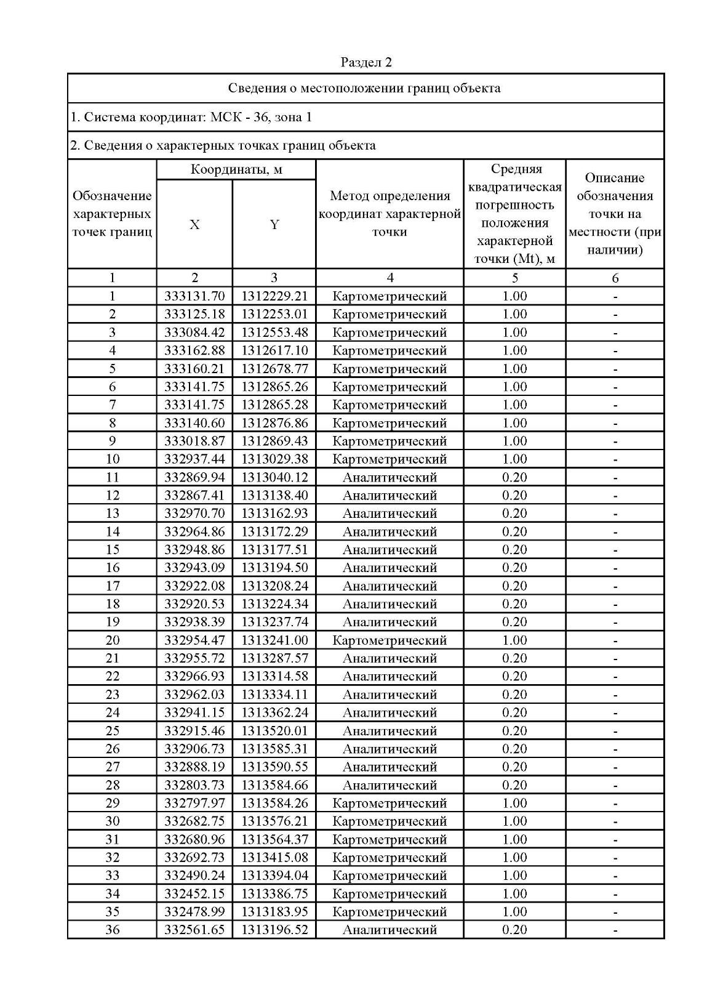 Раздел 2
Сведения о местоположении границ объекта
1. Система координат: МСК - 36, зона 1
2. Сведения о характерных точках границ объекта
Обозначение характерных точек границ
Координаты, м
X
Y
Метод определения координат характерной точки
Средняя квадратическая погрешность положения характерной точки (Mt), м
Описание обозначения точки на местности (при наличии)
1 2 3 4 5 6
1 333131.70 1312229.21 Картометрический 1.00 -
2 333125.18 1312253.01 Картометрический 1.00 -
3 333084.42 1312553.48 Картометрический 1.00 -
4 333162.88 1312617.10 Картометрический 1.00 -
5 333160.21 1312678.77 Картометрический 1.00 -
6 333141.75 1312865.26 Картометрический 1.00 -
7 333141.75 1312865.28 Картометрический 1.00 -
8 333140.60 1312876.86 Картометрический 1.00 -
9 333018.87 1312869.43 Картометрический 1.00 -
10 332937.44 1313029.38 Картометрический 1.00 -
11 332869.94 1313040.12 Аналитический 0.20 -
12 332867.41 1313138.40 Аналитический 0.20 -
13 332970.70 1313162.93 Аналитический 0.20 -
14 332964.86 1313172.29 Аналитический 0.20 -
15 332948.86 1313177.51 Аналитический 0.20 -
16 332943.09 1313194.50 Аналитический 0.20 -
17 332922.08 1313208.24 Аналитический 0.20 -
18 332920.53 1313224.34 Аналитический 0.20 -
19 332938.39 1313237.74 Аналитический 0.20 -
20 332954.47 1313241.00 Картометрический 1.00 -
21 332955.72 1313287.57 Аналитический 0.20 -
22 332966.93 1313314.58 Аналитический 0.20 -
23 332962.03 1313334.11 Аналитический 0.20 -
24 332941.15 1313362.24 Аналитический 0.20 -
25 332915.46 1313520.01 Аналитический 0.20 -
26 332906.73 1313585.31 Аналитический 0.20 -
27 332888.19 1313590.55 Аналитический 0.20 -
28 332803.73 1313584.66 Аналитический 0.20 -
29 332797.97 1313584.26 Картометрический 1.00 -
30 332682.75 1313576.21 Картометрический 1.00 -
31 332680.96 1313564.37 Картометрический 1.00 -
32 332692.73 1313415.08 Картометрический 1.00 -
33 332490.24 1313394.04 Картометрический 1.00 -
34 332452.15 1313386.75 Картометрический 1.00 -
35 332478.99 1313183.95 Картометрический 1.00 -
36 332561.65 1313196.52 Аналитический 0.20 -